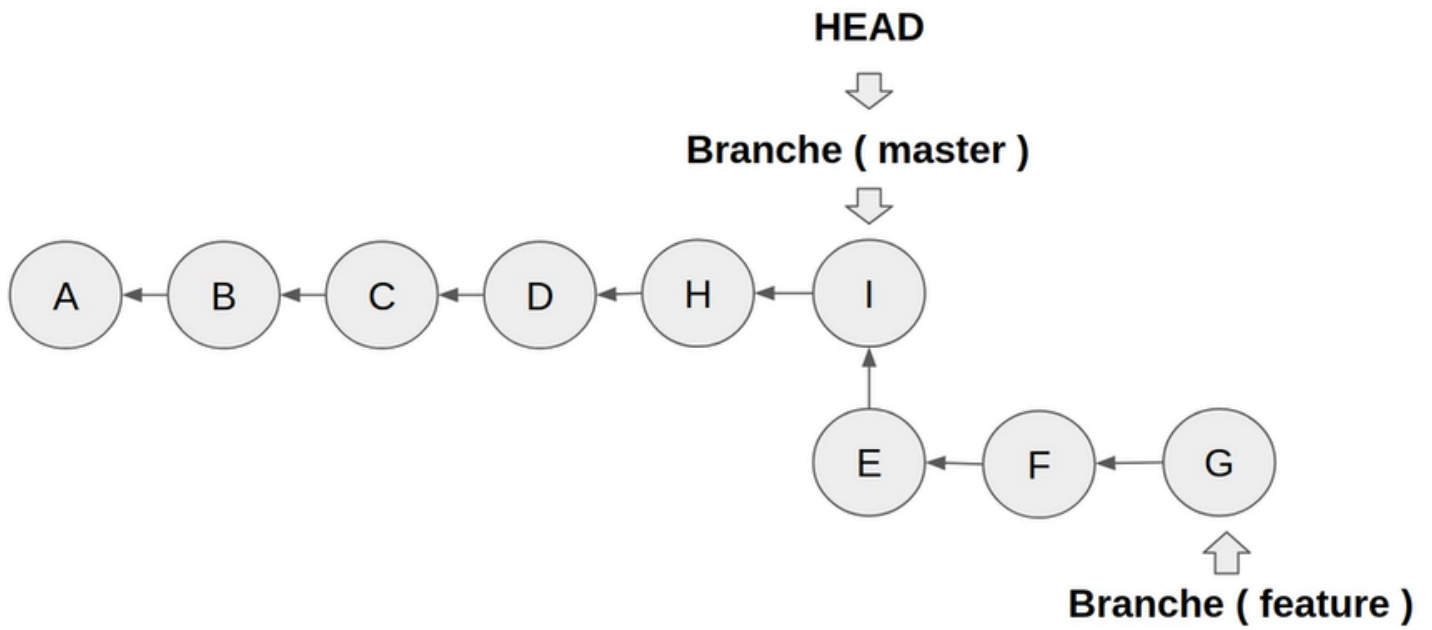 HEAD
Branche ( master )
A B C D H I
E F G
Branche ( feature )